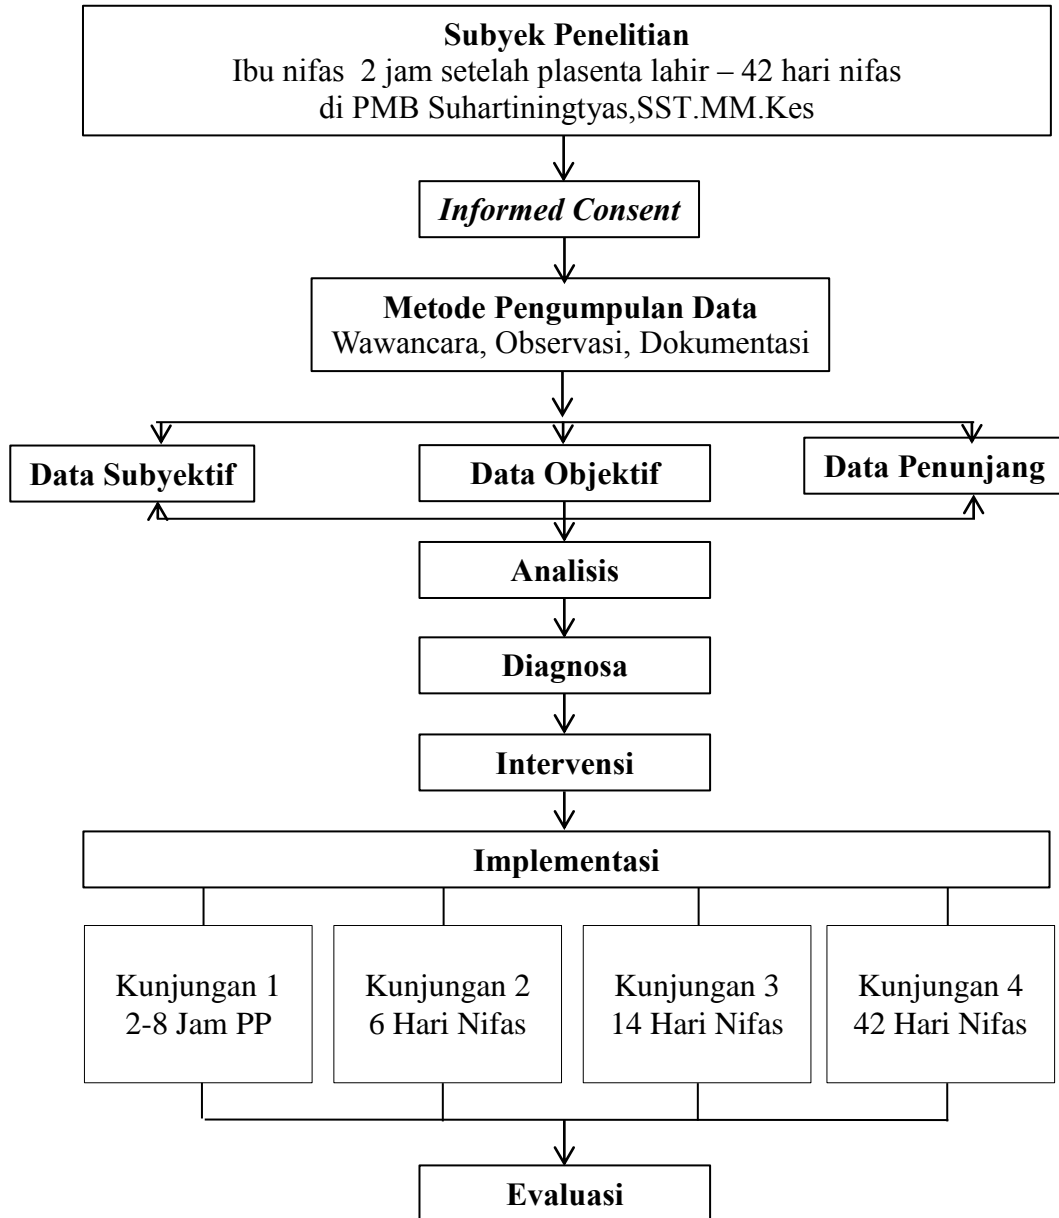 Subyek Penelitian
Ibu nifas 2 jam setelah plasenta lahir – 42 hari nifas
di PMB Suhartiningtyas,SST.MM.Kes
Informed Consent
Metode Pengumpulan Data
Wawancara, Observasi, Dokumentasi
Data Subyektif
Data Objektif
Data Penunjang
Analisis
Diagnosa
Intervensi
Implementasi
Kunjungan 1
2-8 Jam PP
Kunjungan 2
6 Hari Nifas
Kunjungan 3
14 Hari Nifas
Kunjungan 4
42 Hari Nifas
Evaluasi